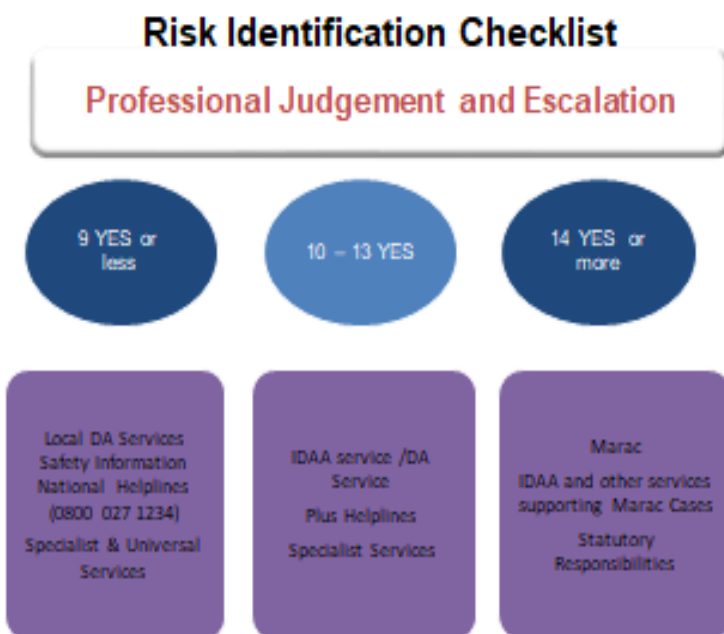 Risk Identification Checklist
Professional Judgement and Escalation
9 YES or
less
10 – 13 YES
14 YES or
more
Local DA Services
Safety Information
National Helplines
(0800 027 1234)
Specialist & Universal
Services
IDAA service /DA
Service
Plus Helplines
Specialist Services
Marac
IDAA and other services
supporting Marac Cases
Statutory
Responsibilities